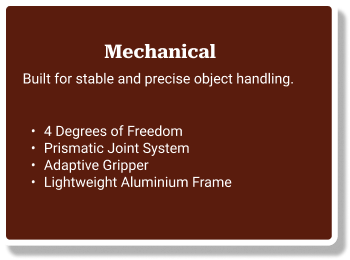 Mechanical
Built for stable and precise object handling.
• 4 Degrees of Freedom
• Prismatic Joint System
• Adaptive Gripper
• Lightweight Aluminium Frame